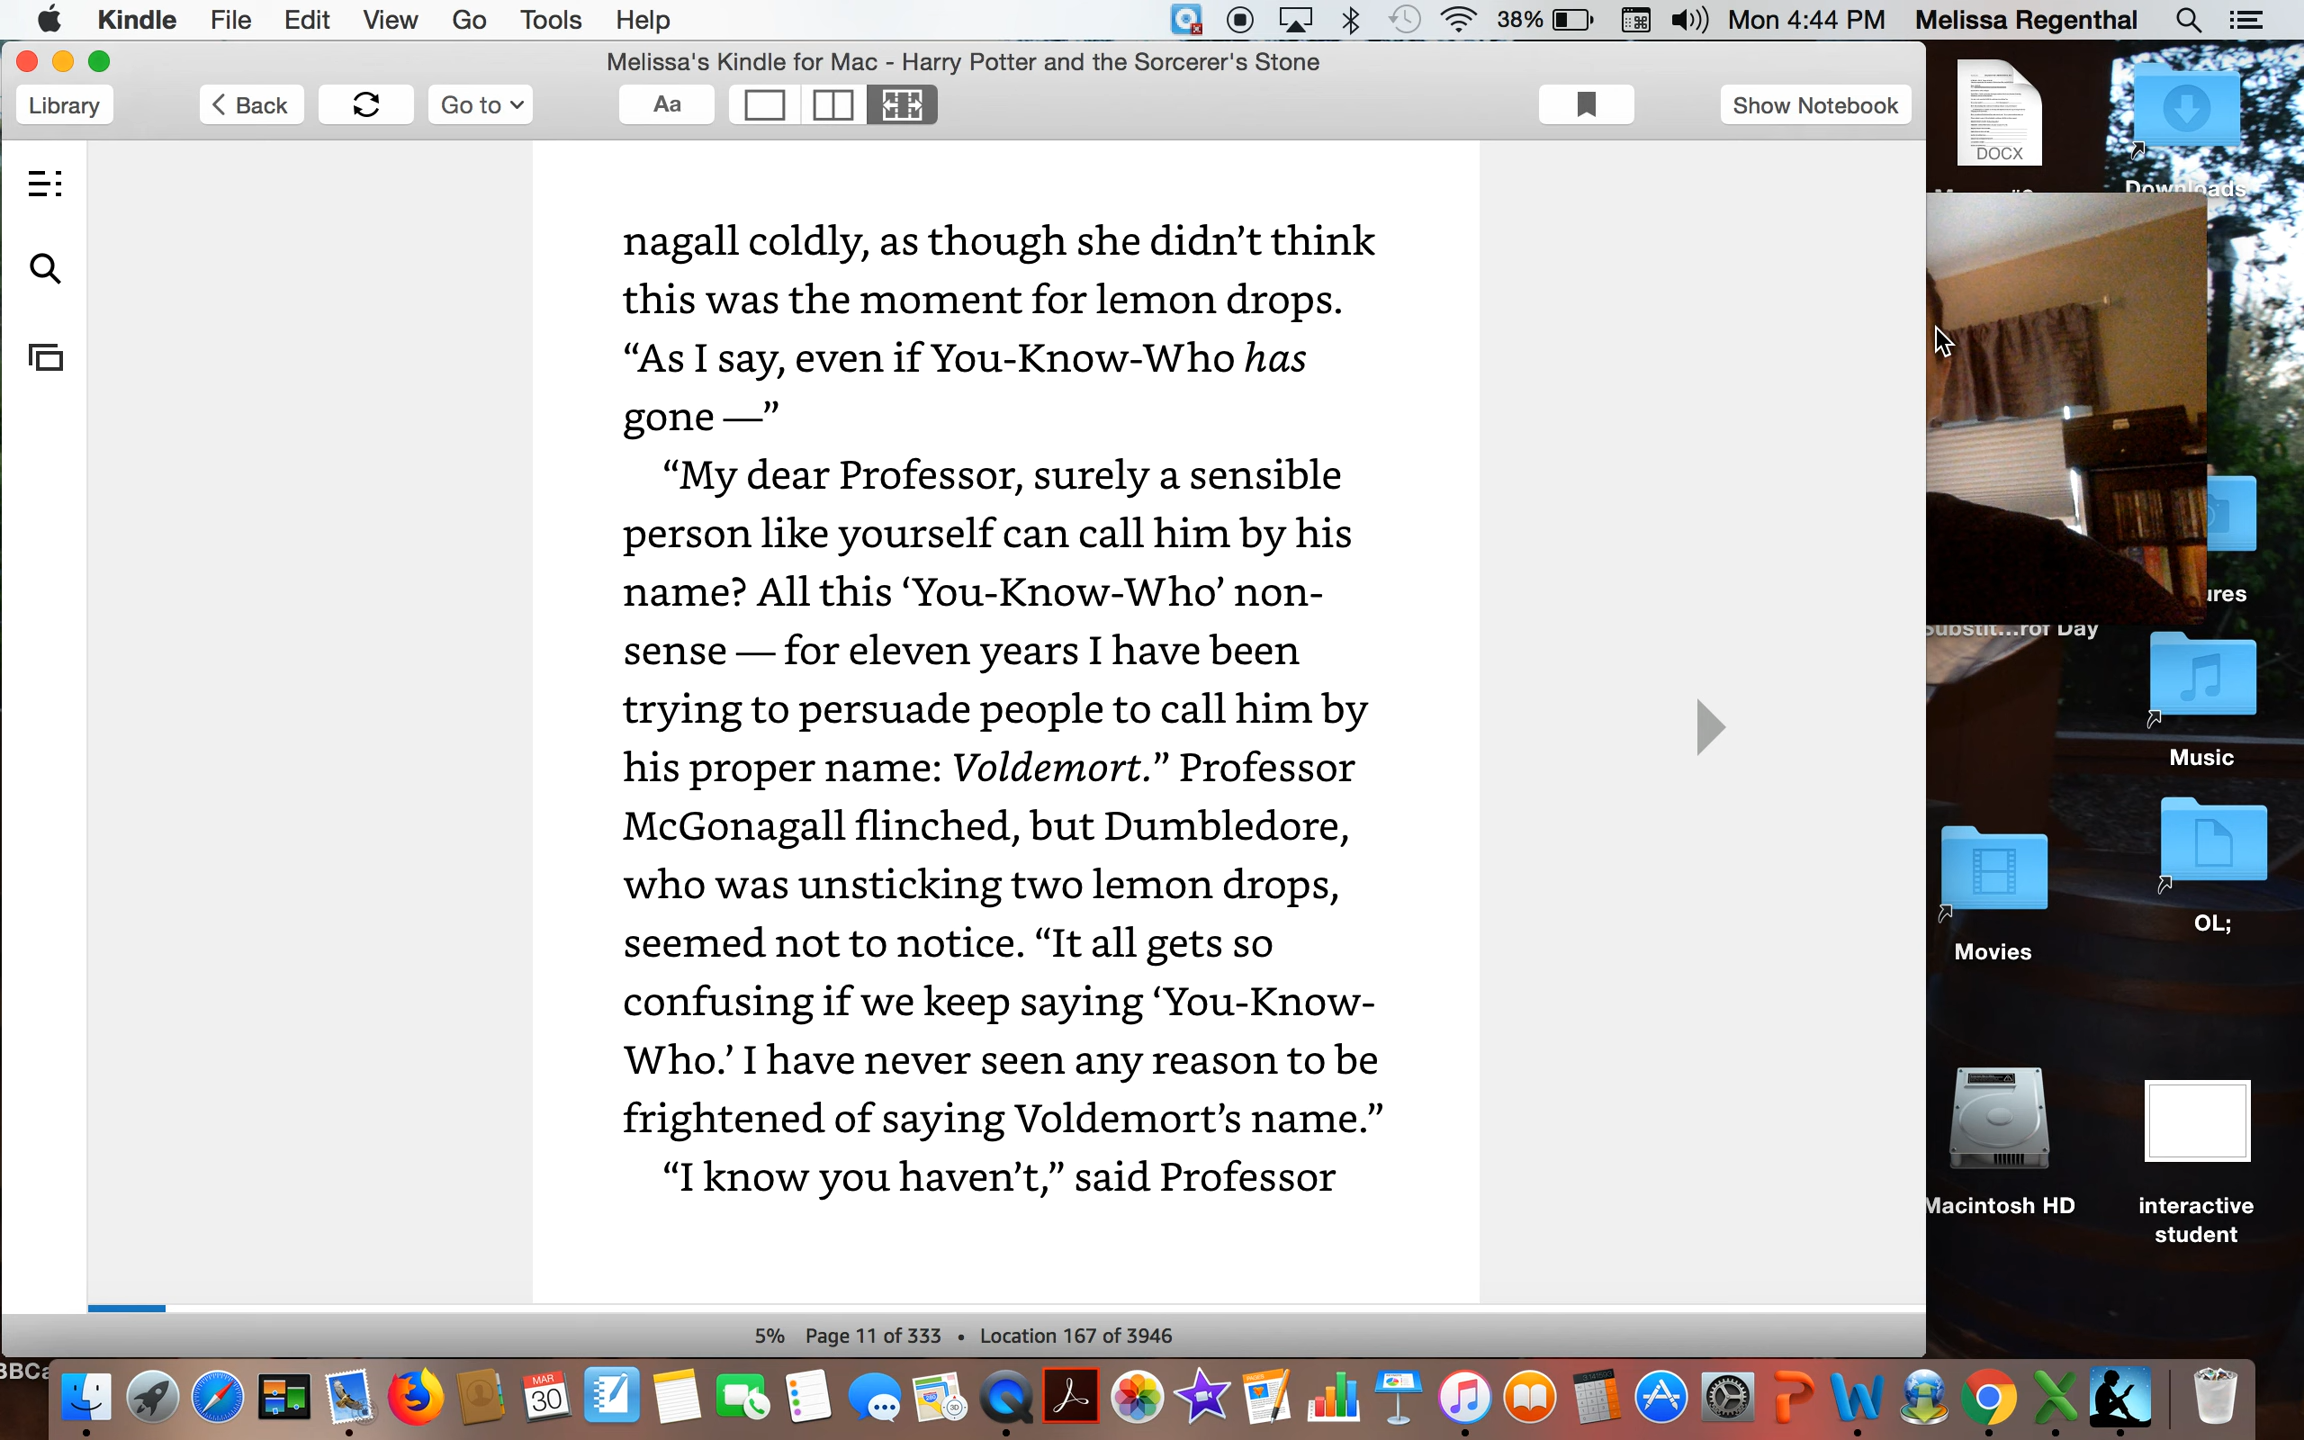 Kindle File Edit View Go Tools Help 38% Mon 4:44 PM Melissa Regenthal
Melissa's Kindle for Mac - Harry Potter and the Sorcerer's Stone
Library Back Go to Aa Show Notebook
nagall coldly, as though she didn’t think
this was the moment for lemon drops.
“As I say, even if You-Know-Who has
gone —”
“My dear Professor, surely a sensible
person like yourself can call him by his
name? All this ‘You-Know-Who’ non-
sense — for eleven years I have been
trying to persuade people to call him by
his proper name: Voldemort.” Professor
McGonagall flinched, but Dumbledore,
who was unsticking two lemon drops,
seemed not to notice. “It all gets so
confusing if we keep saying ‘You-Know-
Who.’ I have never seen any reason to be
frightened of saying Voldemort’s name.”
“I know you haven’t,” said Professor
5% Page 11 of 333 • Location 167 of 3946
DOCX
Downloads
ures
Substit...rof Day
Music
Movies
OL;
Macintosh HD
interactive
student
MAR
30